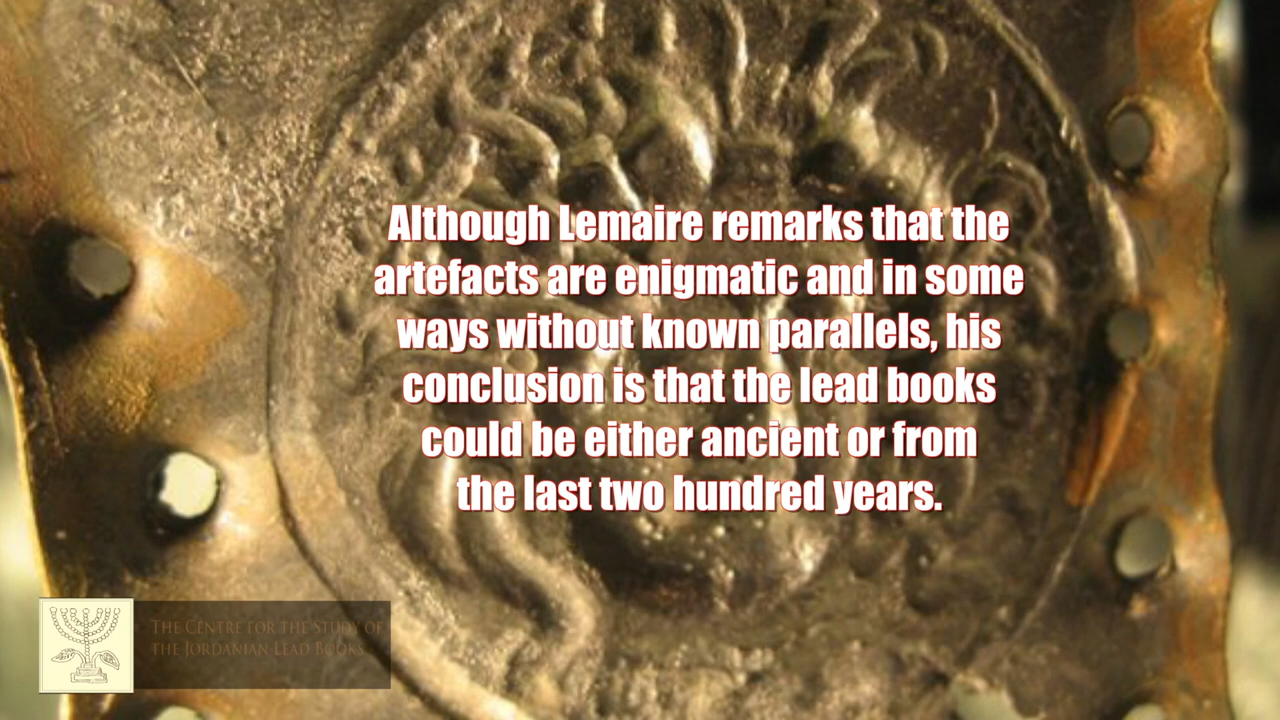 Although Lemaire remarks that the
artefacts are enigmatic and in some
ways without known parallels, his
conclusion is that the lead books
could be either ancient or from
the last two hundred years.
The Centre for the Study of
the Jordanian Lead Books